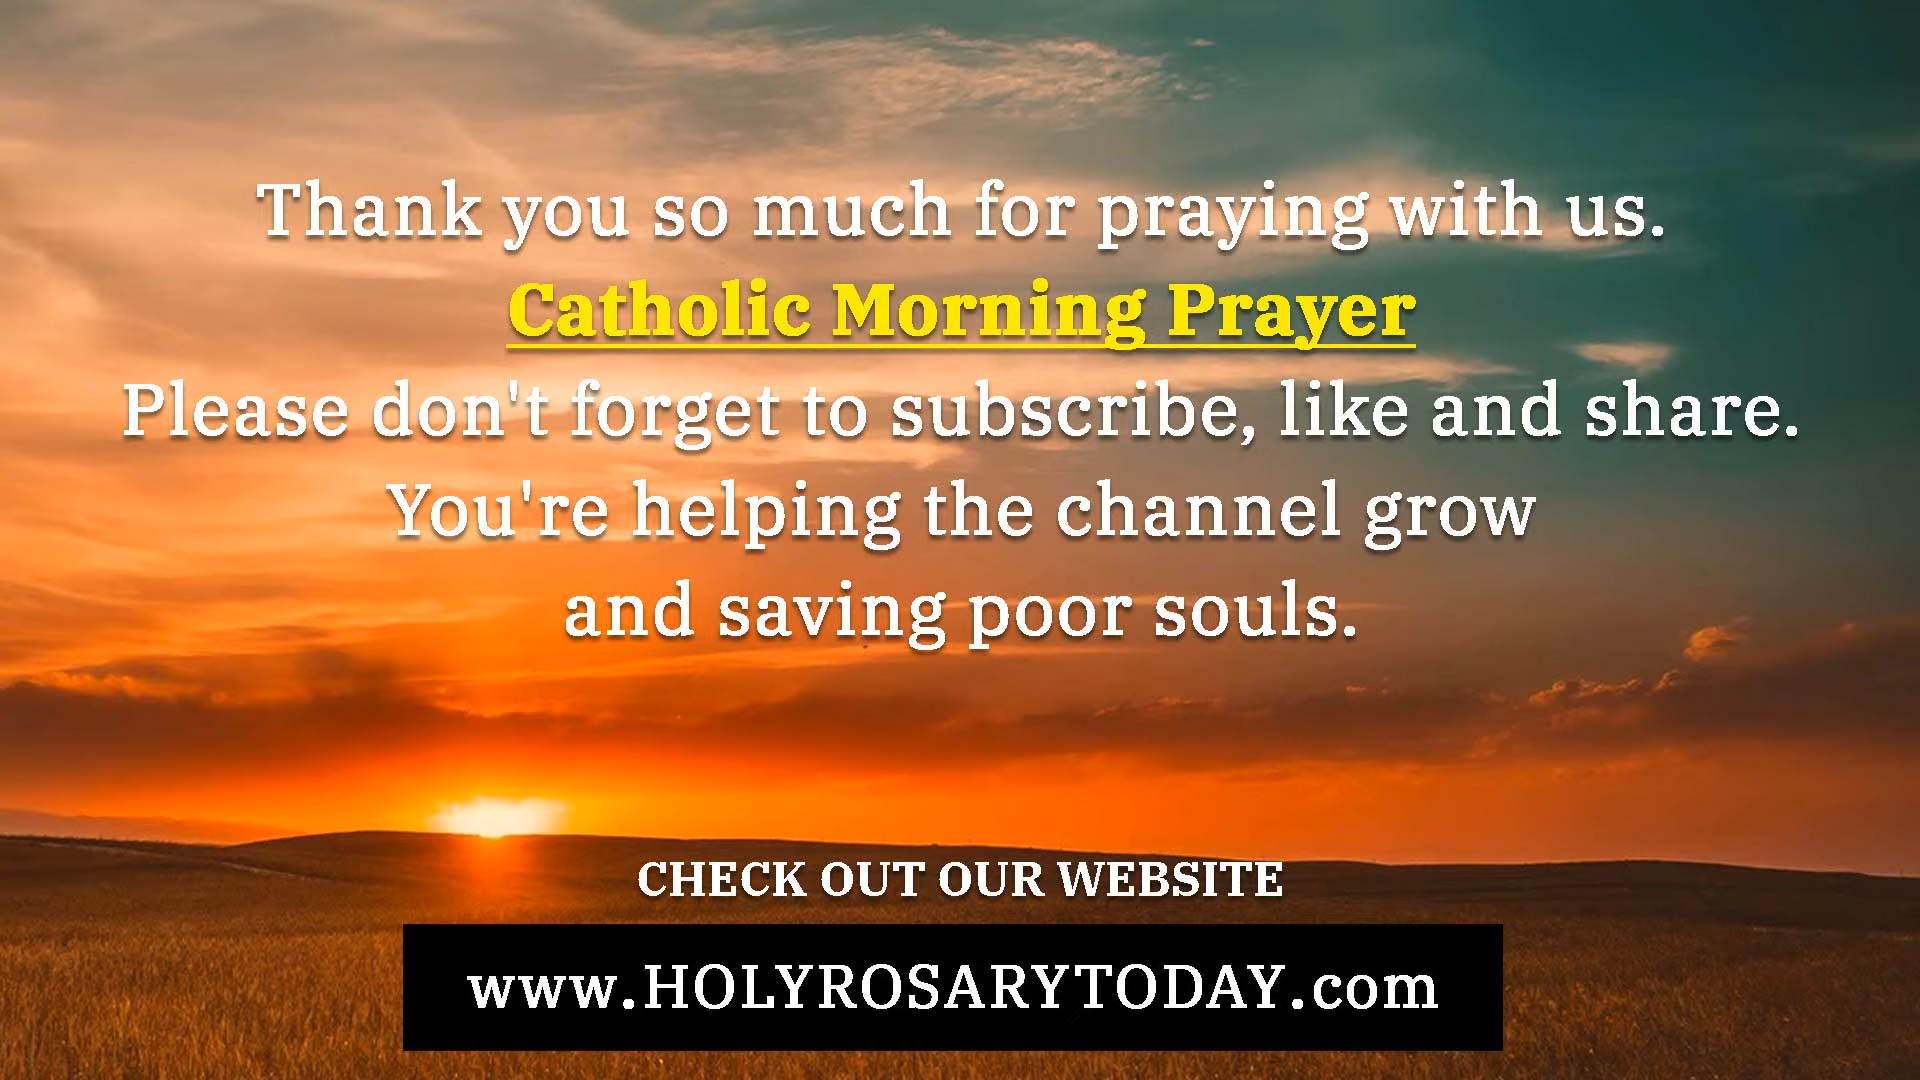 Thank you so much for praying with us.
Catholic Morning Prayer
Please don't forget to subscribe, like and share.
You're helping the channel grow
and saving poor souls.
CHECK OUT OUR WEBSITE
www.HOLYROSARYTODAY.com